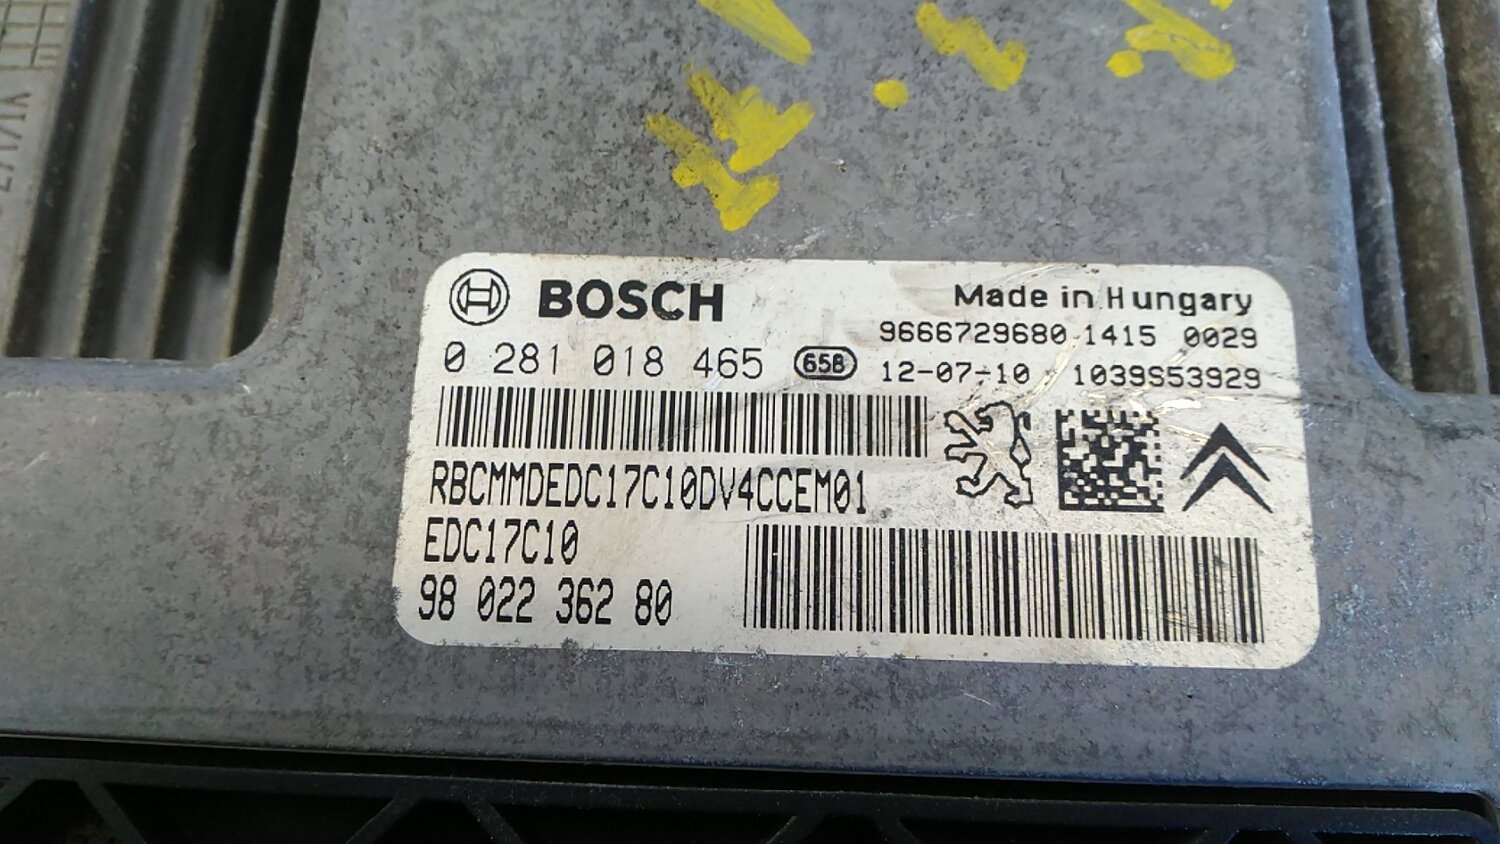 BOSCH
Made in Hungary
9666729680 1415 0029
0 281 018 465 65B
12-07-10 1039S53929
RBCMMDEDC17C10DV4CCEM01
EDC17C10
98 022 362 80